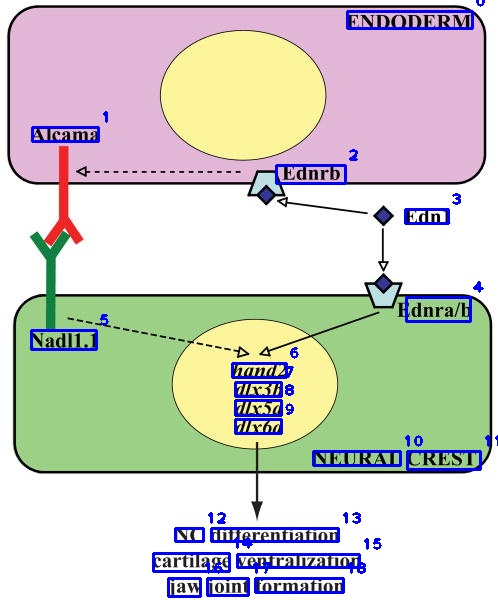 0
ENDODERM
1
Alcama
2
Ednrb
3
Edn1
4
Ednra/b
5
Nadl1.1
6
hand2
7
dlx3b
8
dlx5a
9
dlx6a
10 11
NEURAL CREST
12 13
NC differentiation
14 15
cartilage ventralization
16 17 18
jaw joint formation